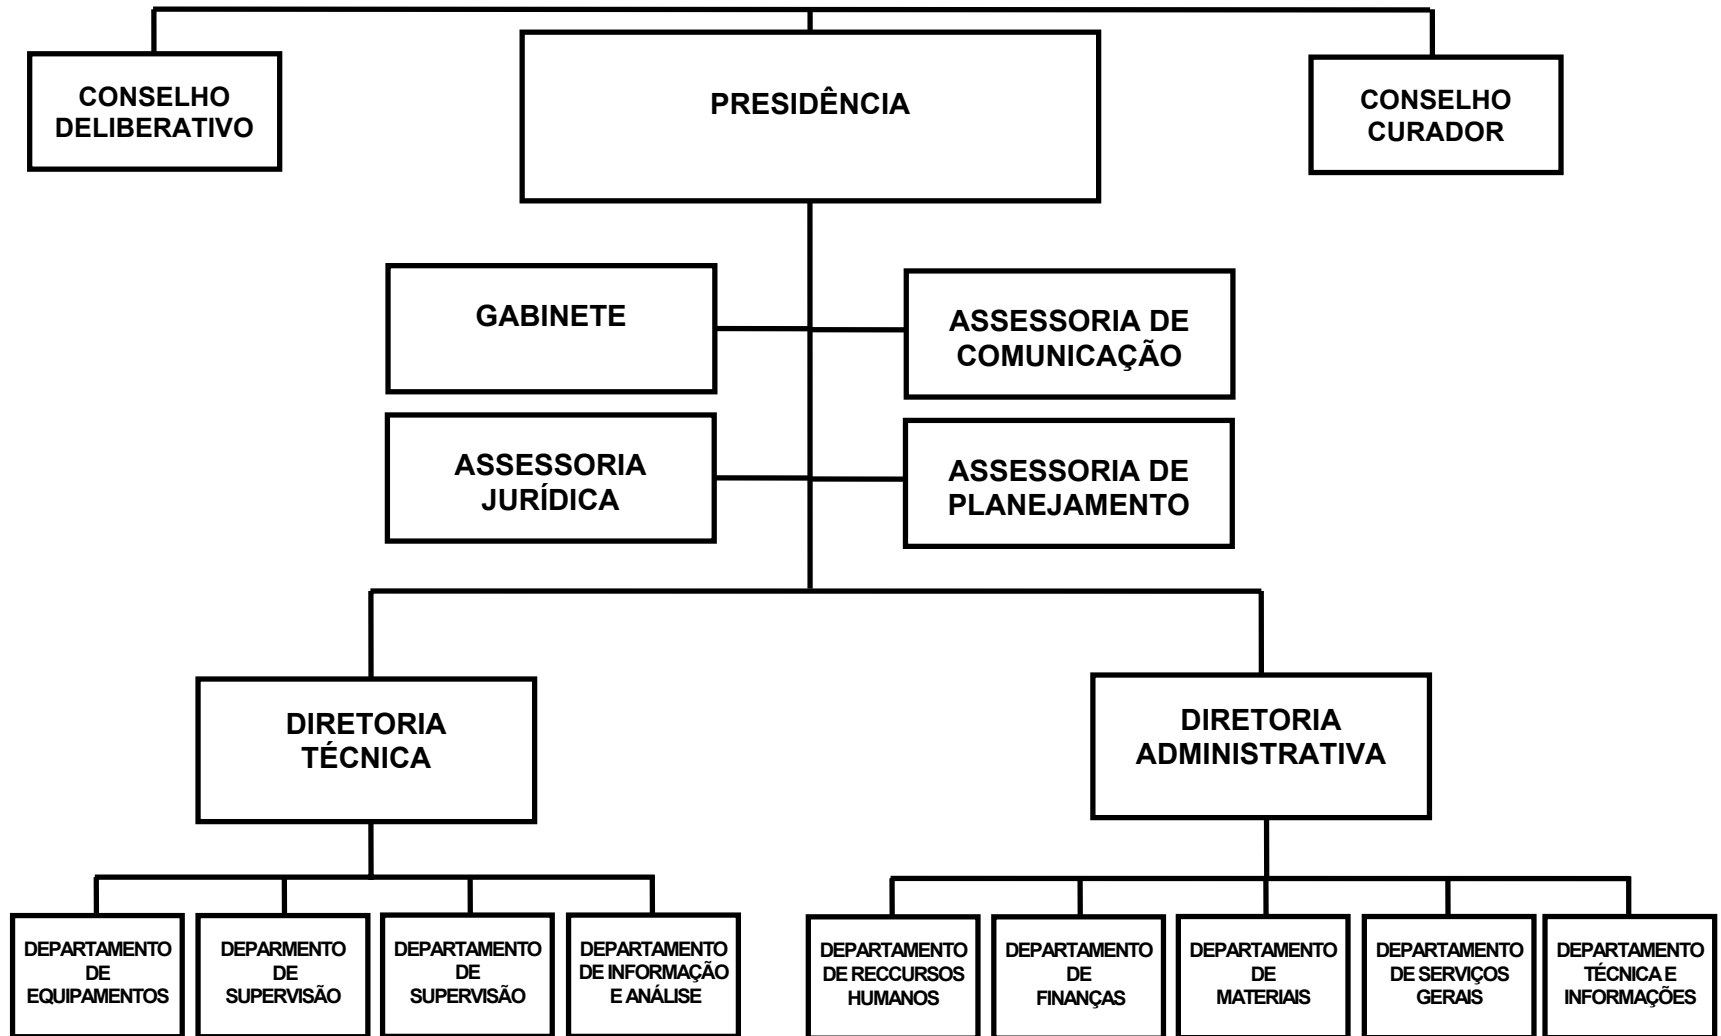 CONSELHO
DELIBERATIVO
PRESIDÊNCIA
CONSELHO
CURADOR
GABINETE
ASSESSORIA DE
COMUNICAÇÃO
ASSESSORIA
JURÍDICA
ASSESSORIA DE
PLANEJAMENTO
DIRETORIA
TÉCNICA
DIRETORIA
ADMINISTRATIVA
DEPARTAMENTO
DE
EQUIPAMENTOS
DEPARMENTO
DE
SUPERVISÃO
DEPARTAMENTO
DE
SUPERVISÃO
DEPARTAMENTO
DE INFORMAÇÃO
E ANÁLISE
DEPARTAMENTO
DE RECCURSOS
HUMANOS
DEPARTAMENTO
DE
FINANÇAS
DEPARTAMENTO
DE
MATERIAIS
DEPARTAMENTO
DE SERVIÇOS
GERAIS
DEPARTAMENTO
TÉCNICA E
INFORMAÇÕES